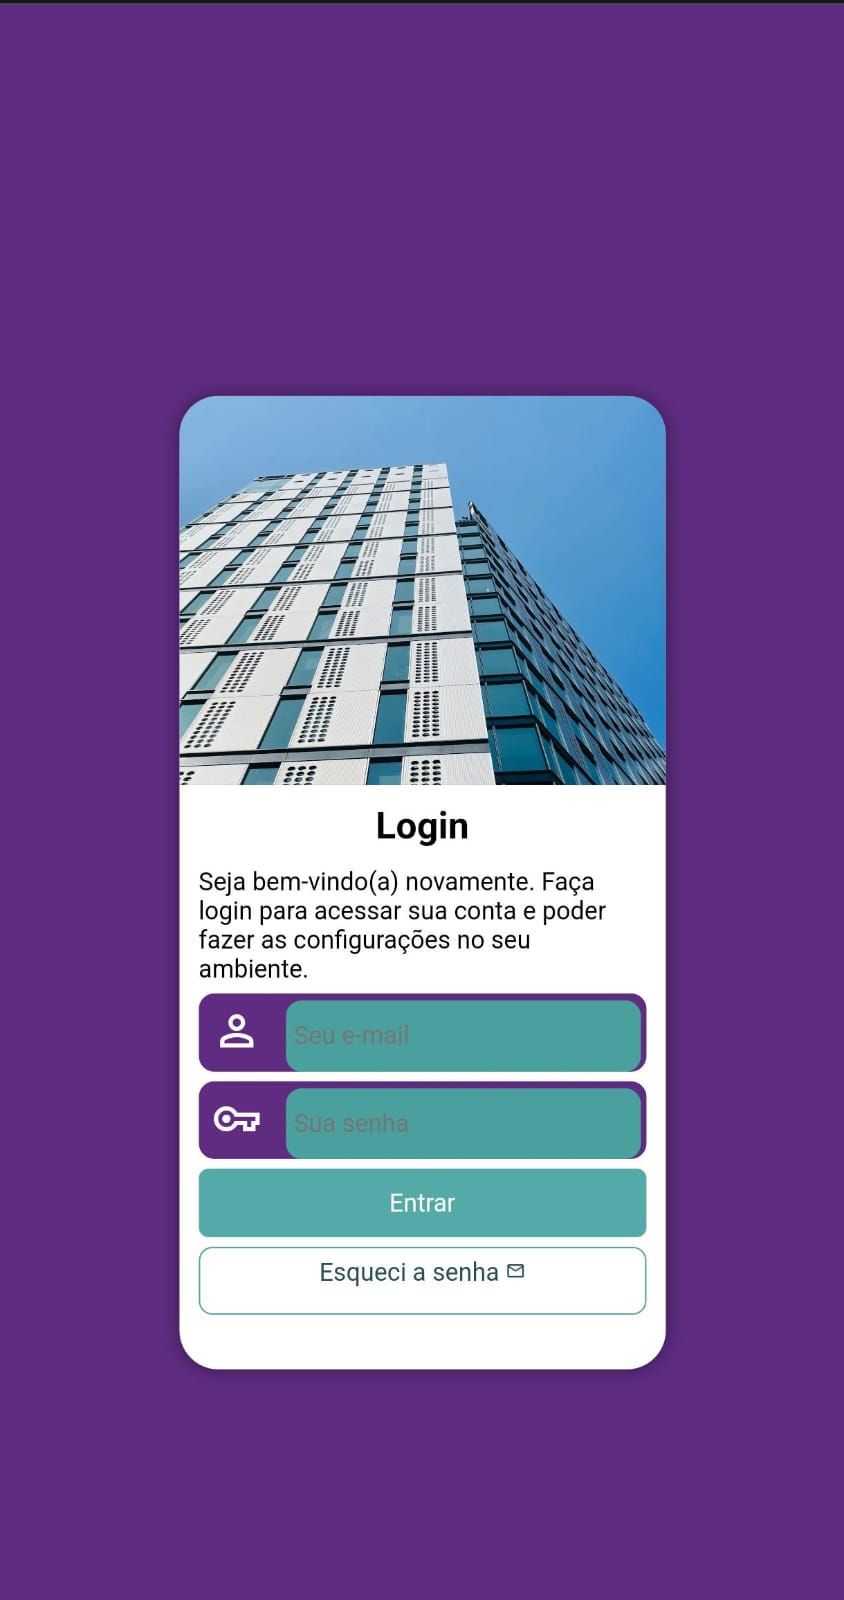 Login
Seja bem-vindo(a) novamente. Faça
login para acessar sua conta e poder
fazer as configurações no seu
ambiente.
Seu e-mail
Sua senha
Entrar
Esqueci a senha